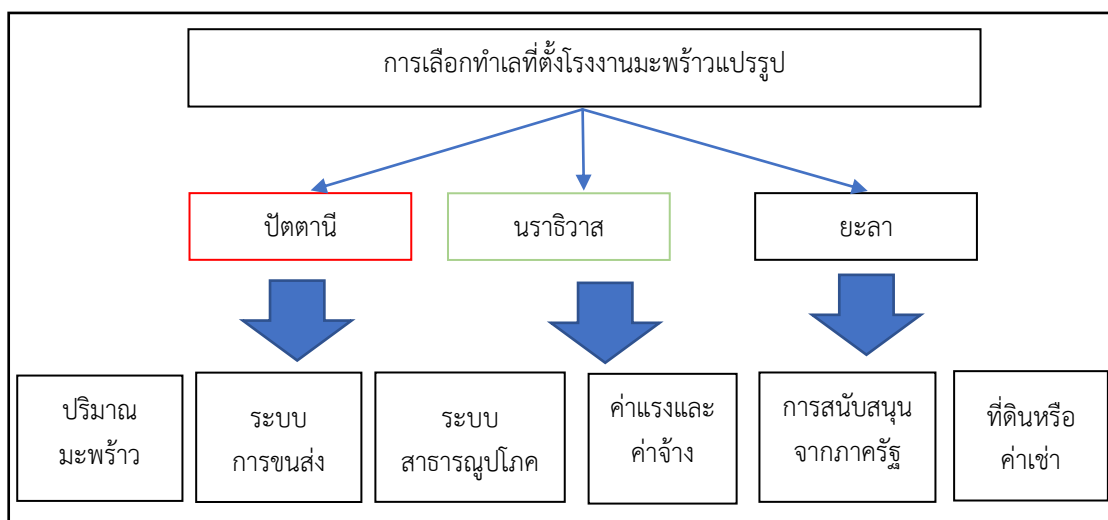 การเลือกทำเลที่ตั้งโรงงานมะพร้าวแปรรูป
ปัตตานี
นราธิวาส
ยะลา
ปริมาณ
มะพร้าว
ระบบ
การขนส่ง
ระบบ
สาธารณูปโภค
ค่าแรงและ
ค่าจ้าง
การสนับสนุน
จากภาครัฐ
ที่ดินหรือ
ค่าเช่า